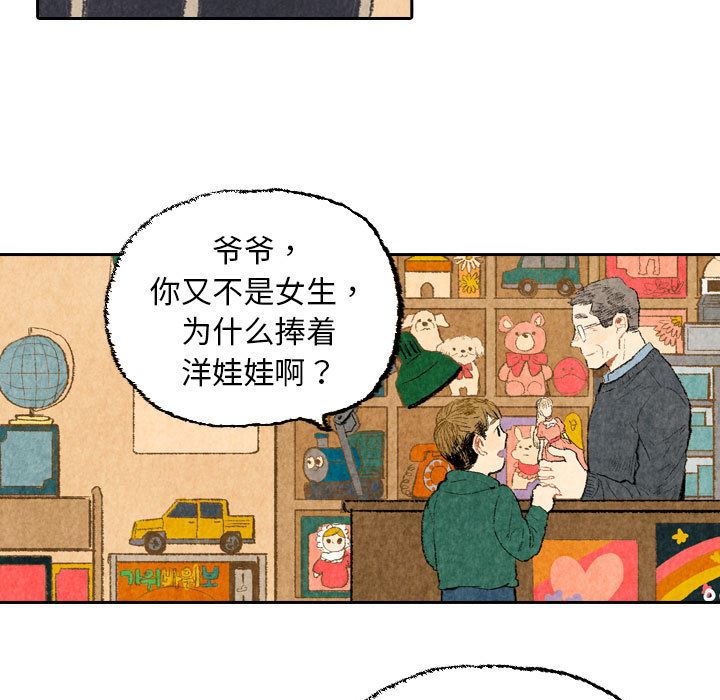 爷爷，
你又不是女生，
为什么捧着
洋娃娃啊？
가위바위보